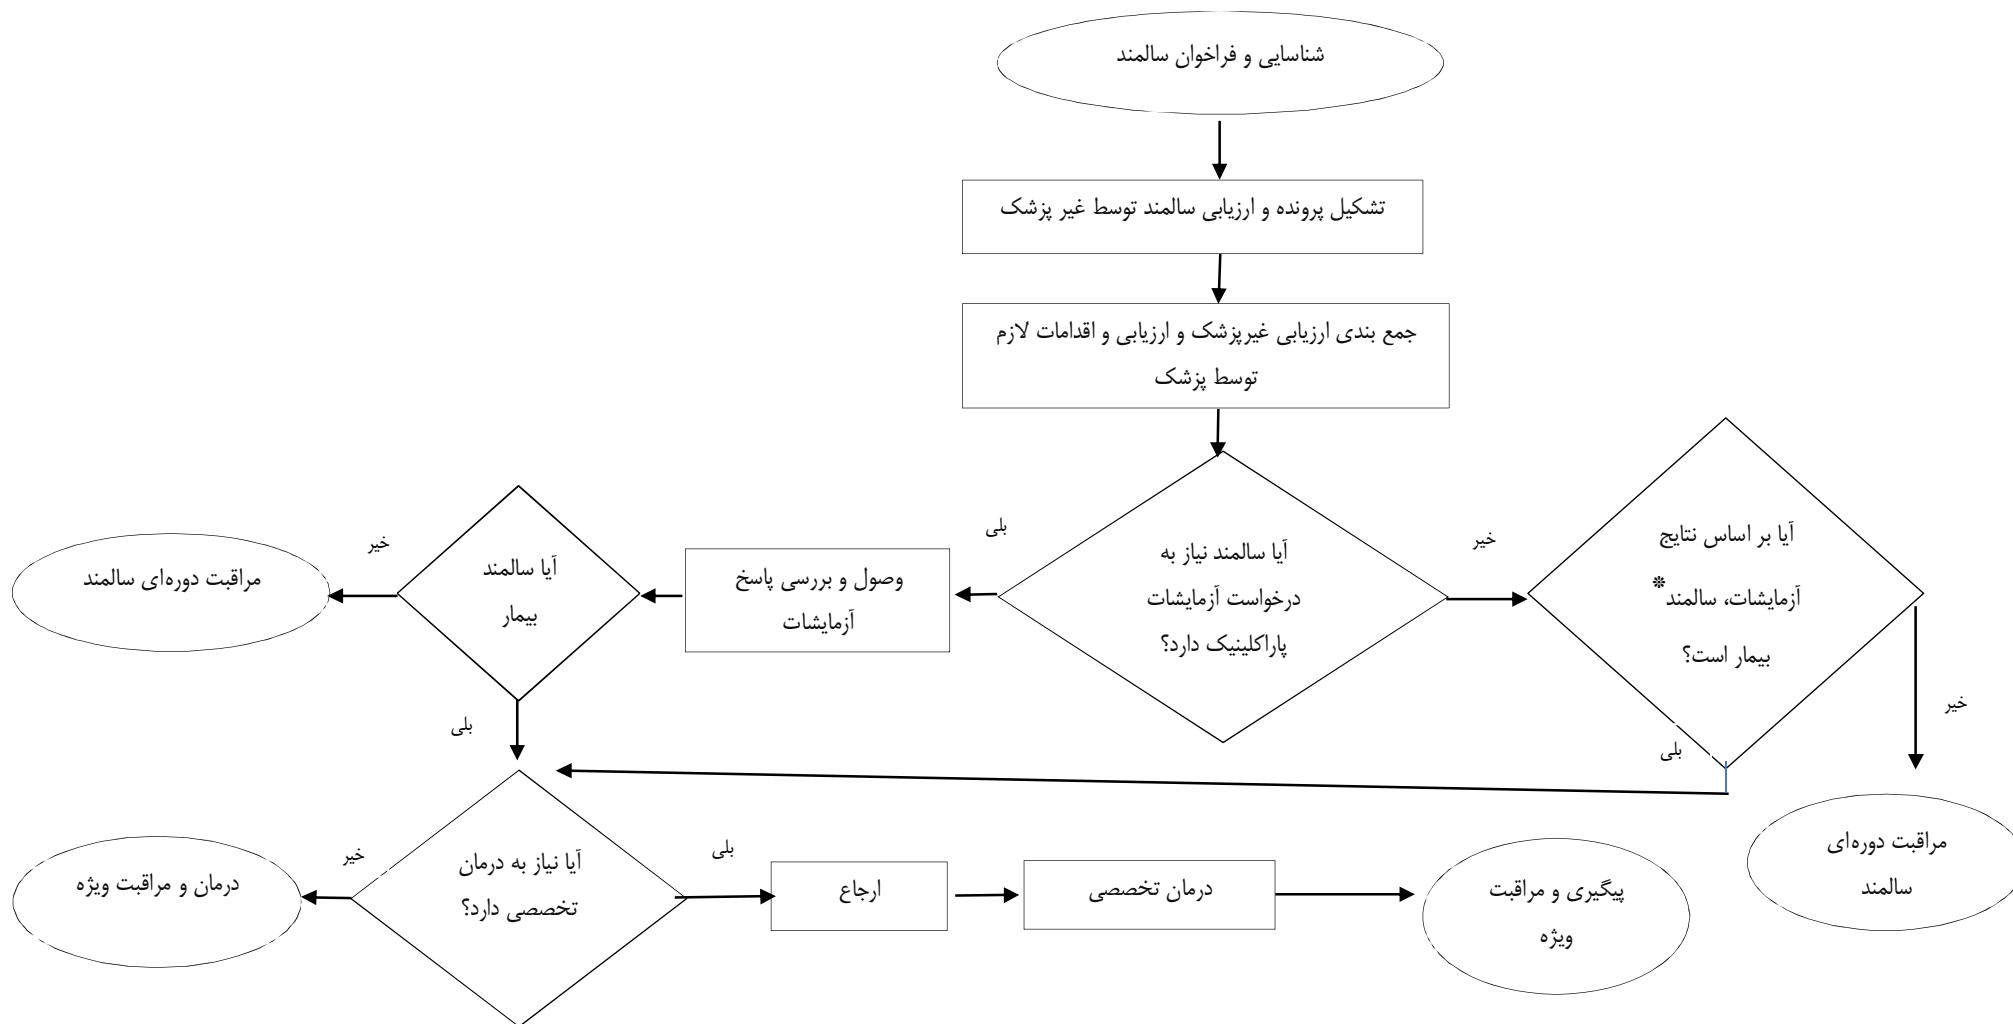 شناسایی و فراخوان سالمند
تشکیل پرونده و ارزیابی سالمند توسط غیر پزشک
جمع بندی ارزیابی غیرپزشک و ارزیابی و اقدامات لازم
توسط پزشک
آیا سالمند نیاز به
درخواست آزمایشات
پاراکلینیک دارد؟
خیر
آیا بر اساس نتایج
آزمایشات، سالمند*
بیمار است؟
خیر
مراقبت دوره‌ای
سالمند
بلی
بلی
وصول و بررسی پاسخ
آزمایشات
آیا سالمند
بیمار
خیر
مراقبت دوره‌ای سالمند
بلی
آیا نیاز به درمان
تخصصی دارد؟
خیر
درمان و مراقبت ویژه
بلی
ارجاع
درمان تخصصی
پیگیری و مراقبت
ویژه